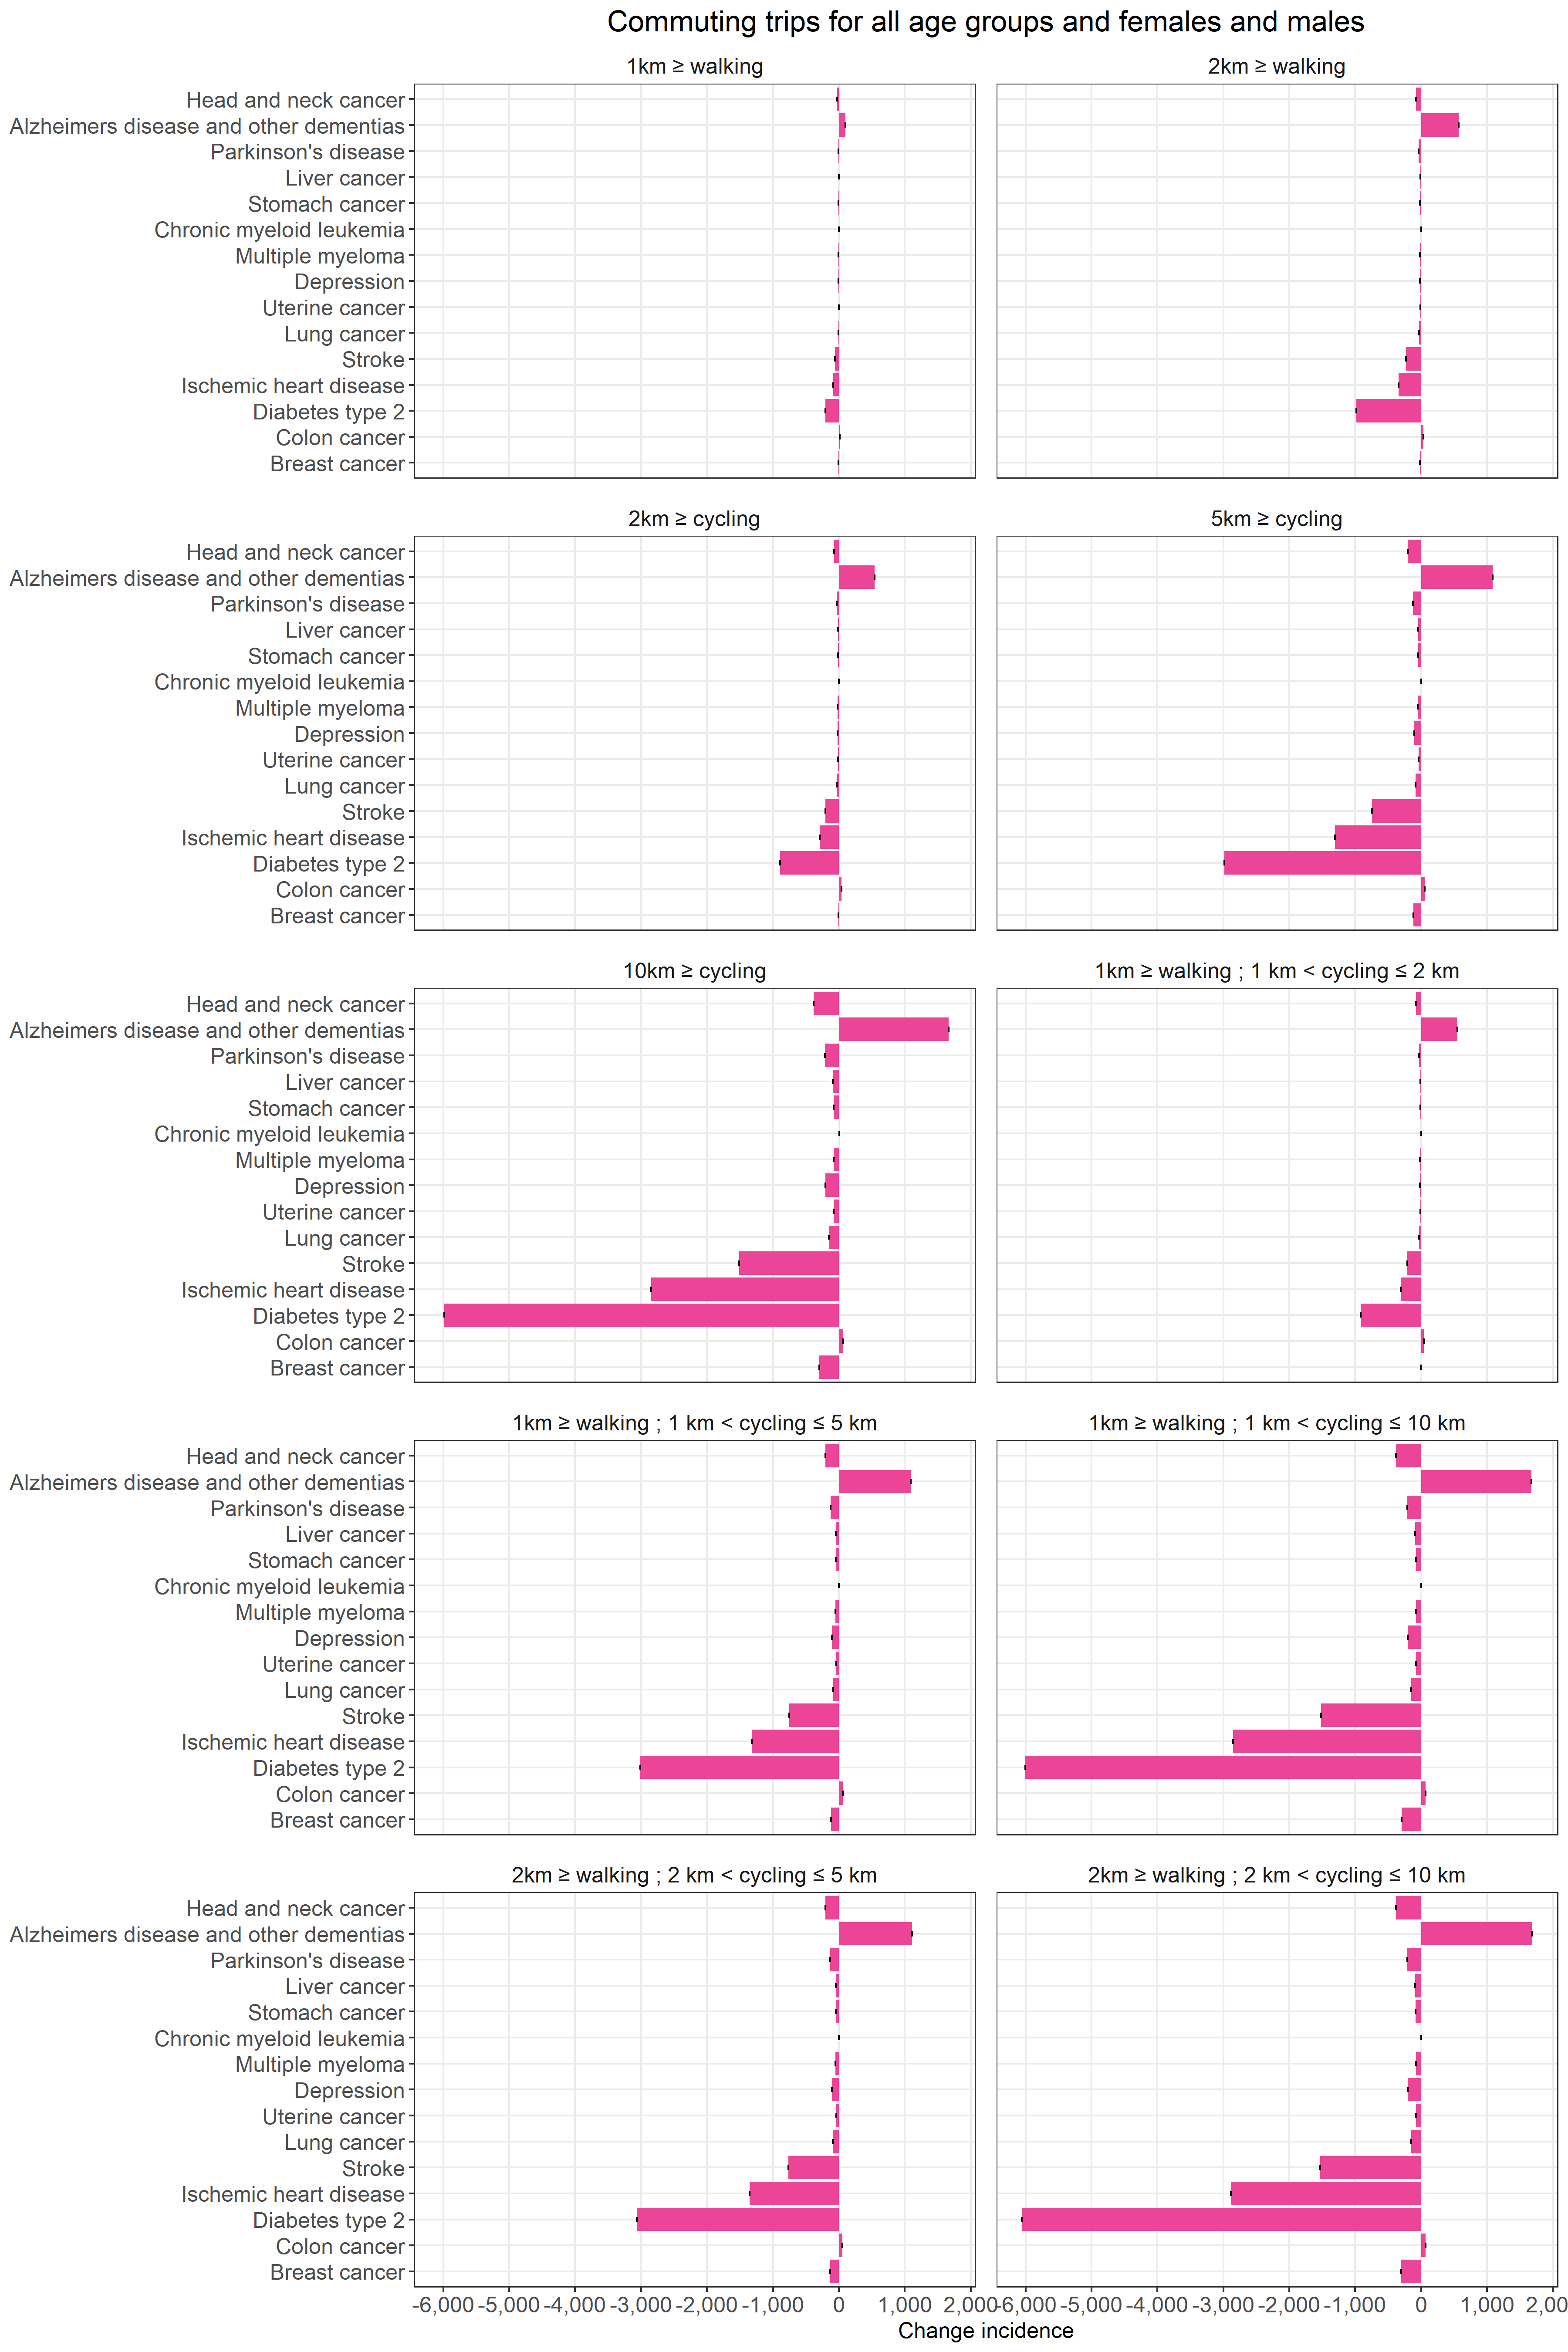 Commuting trips for all age groups and females and males
1km ≥ walking
2km ≥ walking
Head and neck cancer
Alzheimers disease and other dementias
Parkinson's disease
Liver cancer
Stomach cancer
Chronic myeloid leukemia
Multiple myeloma
Depression
Uterine cancer
Lung cancer
Stroke
Ischemic heart disease
Diabetes type 2
Colon cancer
Breast cancer
2km ≥ cycling
5km ≥ cycling
Head and neck cancer
Alzheimers disease and other dementias
Parkinson's disease
Liver cancer
Stomach cancer
Chronic myeloid leukemia
Multiple myeloma
Depression
Uterine cancer
Lung cancer
Stroke
Ischemic heart disease
Diabetes type 2
Colon cancer
Breast cancer
10km ≥ cycling
1km ≥ walking ; 1 km < cycling ≤ 2 km
Head and neck cancer
Alzheimers disease and other dementias
Parkinson's disease
Liver cancer
Stomach cancer
Chronic myeloid leukemia
Multiple myeloma
Depression
Uterine cancer
Lung cancer
Stroke
Ischemic heart disease
Diabetes type 2
Colon cancer
Breast cancer
1km ≥ walking ; 1 km < cycling ≤ 5 km
1km ≥ walking ; 1 km < cycling ≤ 10 km
Head and neck cancer
Alzheimers disease and other dementias
Parkinson's disease
Liver cancer
Stomach cancer
Chronic myeloid leukemia
Multiple myeloma
Depression
Uterine cancer
Lung cancer
Stroke
Ischemic heart disease
Diabetes type 2
Colon cancer
Breast cancer
2km ≥ walking ; 2 km < cycling ≤ 5 km
2km ≥ walking ; 2 km < cycling ≤ 10 km
Head and neck cancer
Alzheimers disease and other dementias
Parkinson's disease
Liver cancer
Stomach cancer
Chronic myeloid leukemia
Multiple myeloma
Depression
Uterine cancer
Lung cancer
Stroke
Ischemic heart disease
Diabetes type 2
Colon cancer
Breast cancer
-6,000 -5,000 -4,000 -3,000 -2,000 -1,000 0 1,000 2,000 -6,000 -5,000 -4,000 -3,000 -2,000 -1,000 0 1,000 2,00
Change incidence